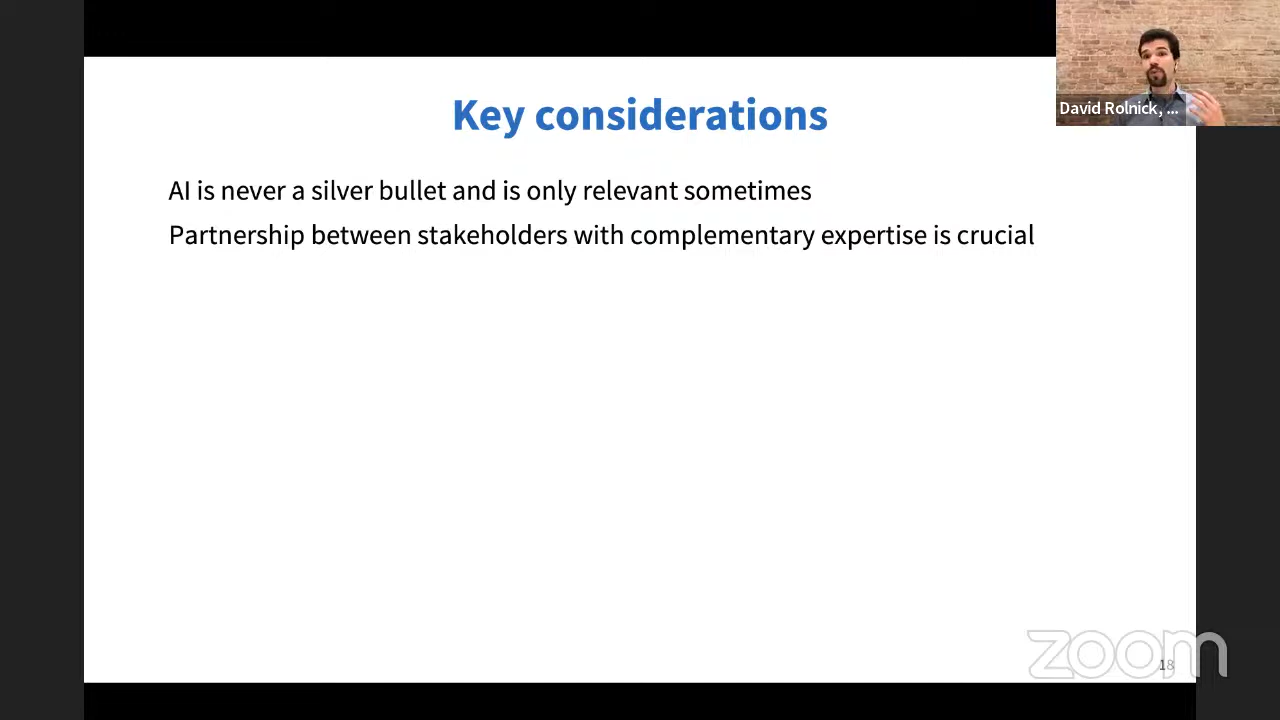 Key considerations
David Rolnick, ...
AI is never a silver bullet and is only relevant sometimes
Partnership between stakeholders with complementary expertise is crucial
zoom
18